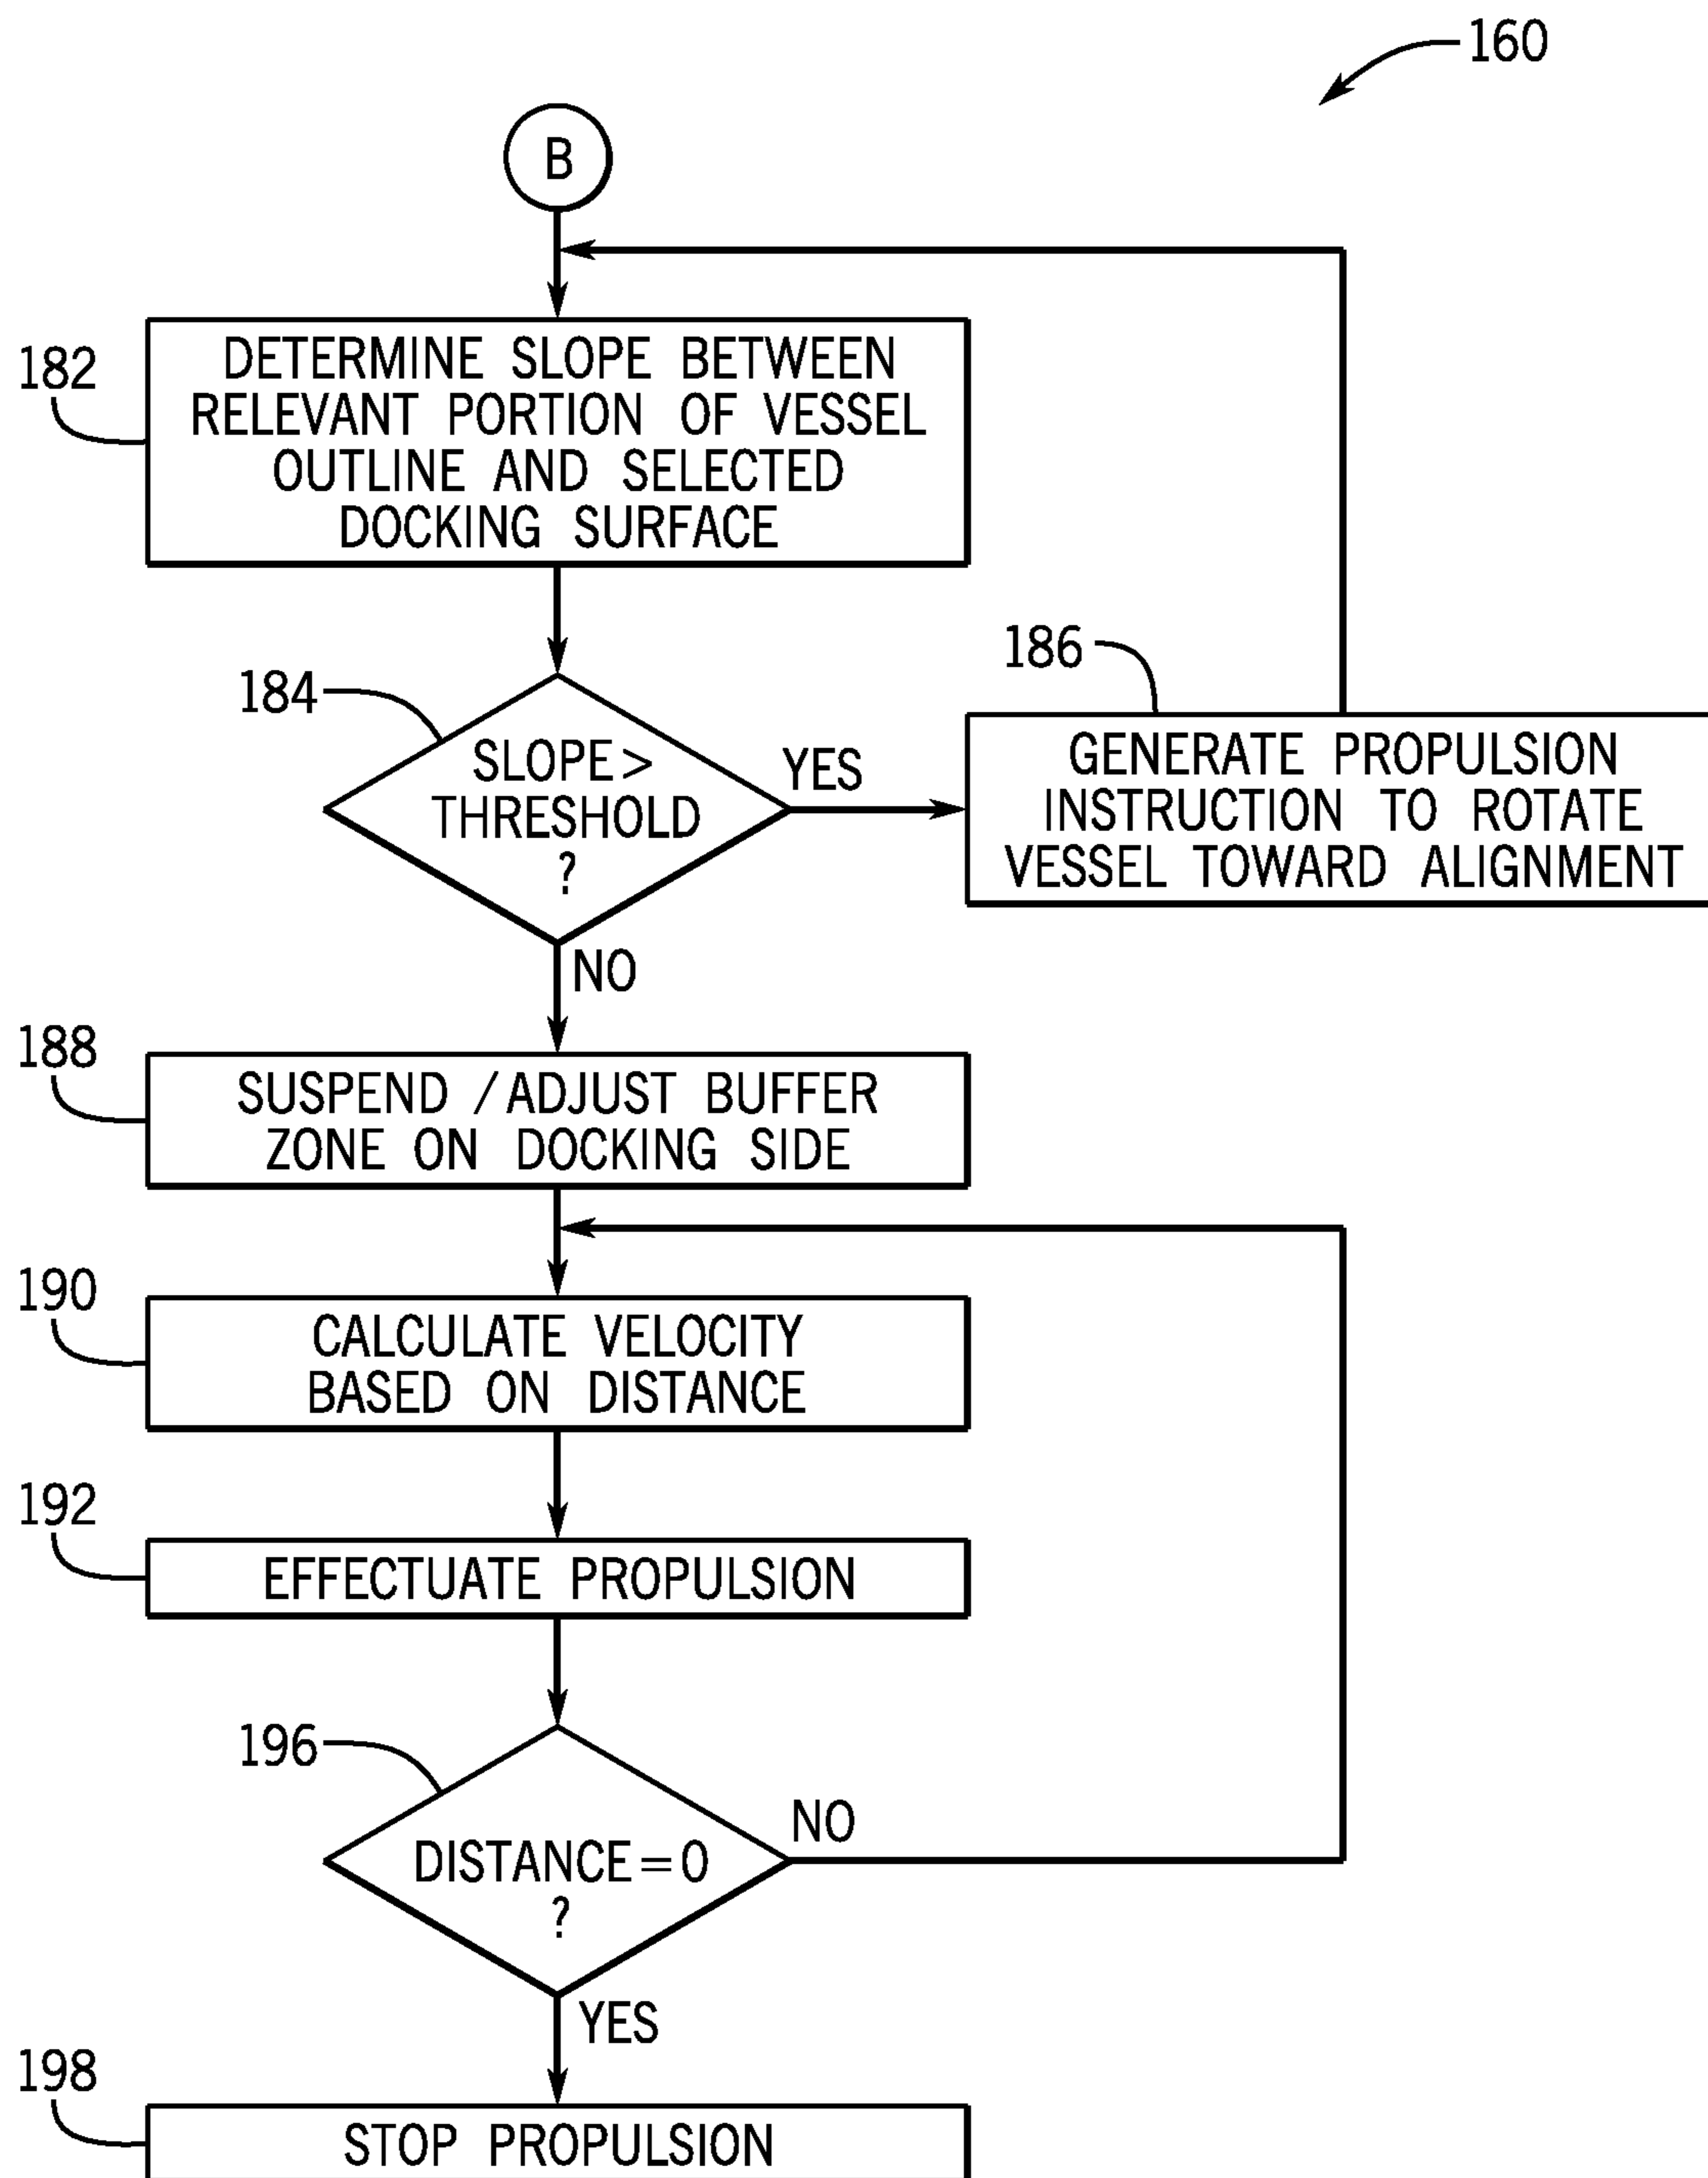 160
B
182
DETERMINE SLOPE BETWEEN
RELEVANT PORTION OF VESSEL
OUTLINE AND SELECTED
DOCKING SURFACE
184
SLOPE>
THRESHOLD
?
YES
186
GENERATE PROPULSION
INSTRUCTION TO ROTATE
VESSEL TOWARD ALIGNMENT
NO
188
SUSPEND /ADJUST BUFFER
ZONE ON DOCKING SIDE
190
CALCULATE VELOCITY
BASED ON DISTANCE
192
EFFECTUATE PROPULSION
196
DISTANCE=0
?
NO
YES
198
STOP PROPULSION